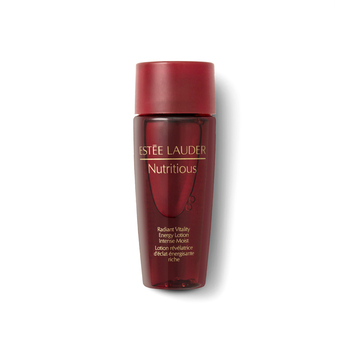 ESTĒE LAUDER
Nutritious
Radiant Vitality
Energy Lotion
Intense Moist
Lotion révélatrice
d'éclat énergisante
riche